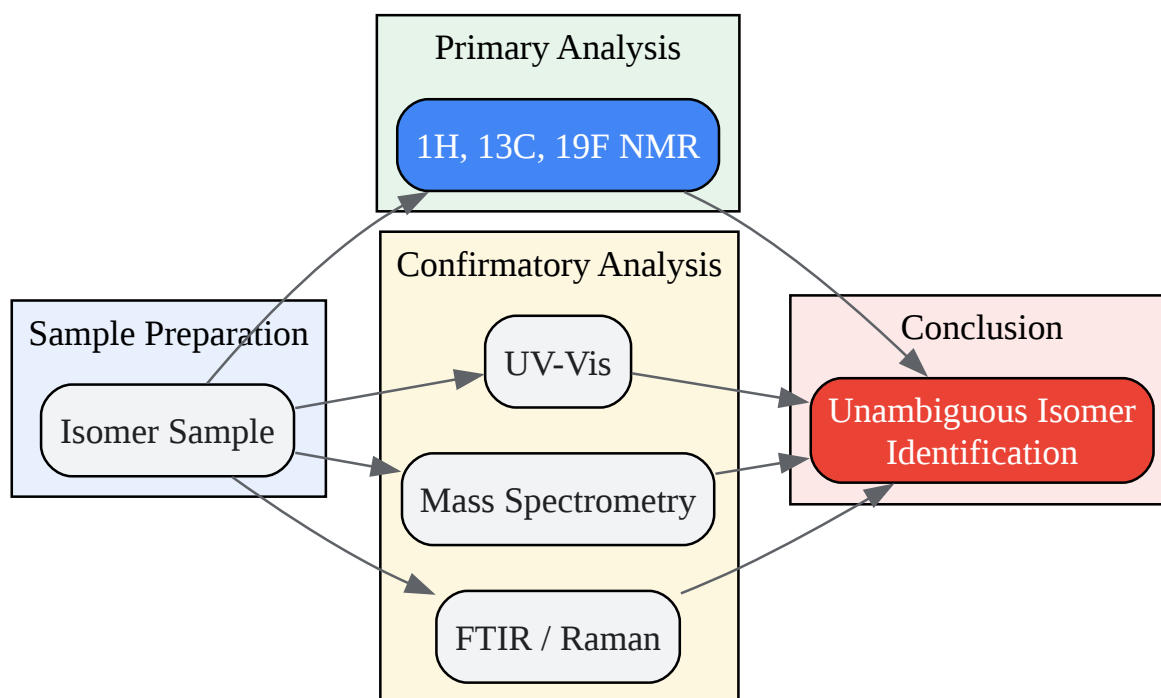 Primary Analysis
1H, 13C, 19F NMR
Confirmatory Analysis
Sample Preparation
Conclusion
UV-Vis
Isomer Sample
Unambiguous Isomer
Identification
Mass Spectrometry
FTIR / Raman